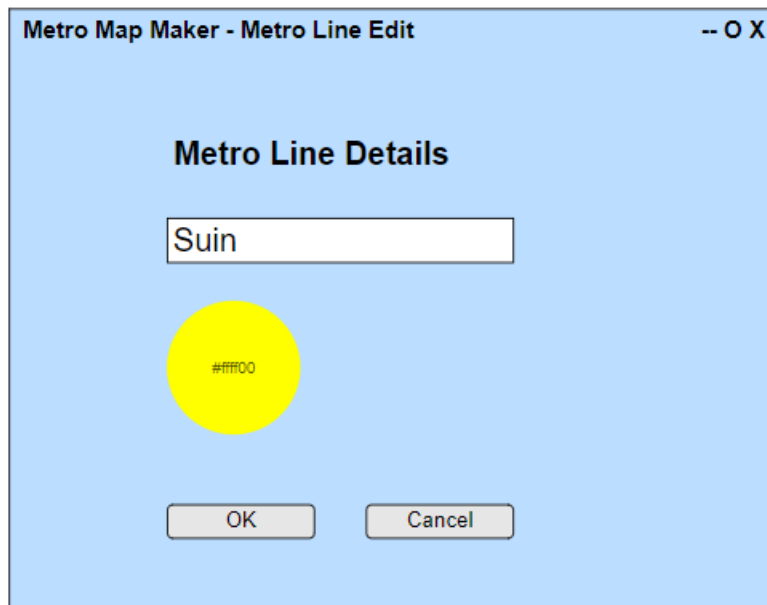 Metro Map Maker - Metro Line Edit -- O X
Metro Line Details
Suin
#ffff00
OK Cancel